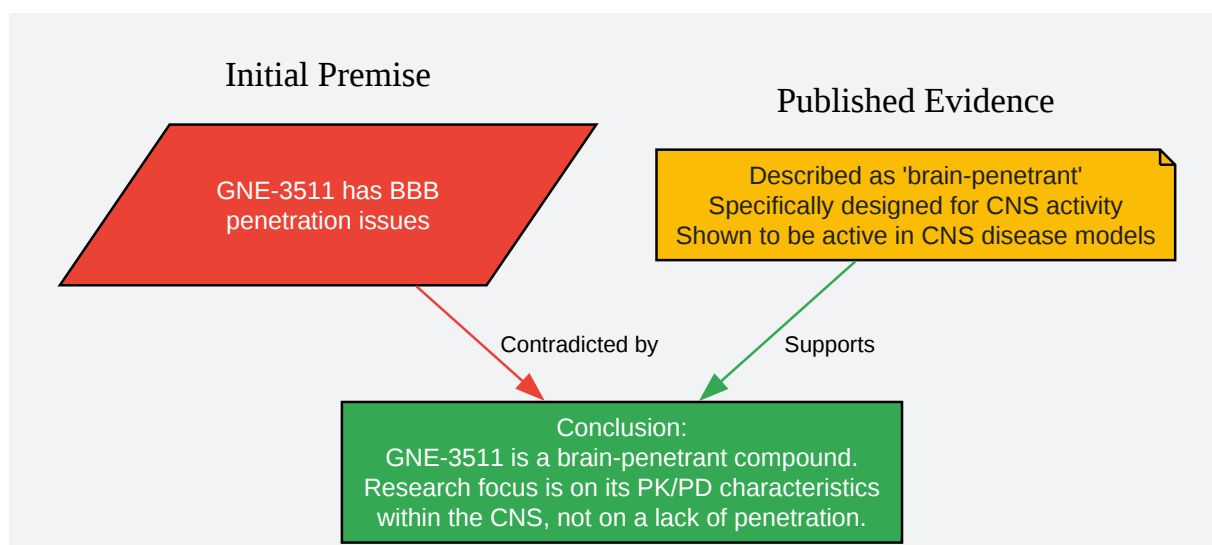 Initial Premise
Published Evidence
GNE-3511 has BBB
penetration issues
Described as 'brain-penetrant'
Specifically designed for CNS activity
Shown to be active in CNS disease models
Contradicted by
Supports
Conclusion:
GNE-3511 is a brain-penetrant compound.
Research focus is on its PK/PD characteristics
within the CNS, not on a lack of penetration.